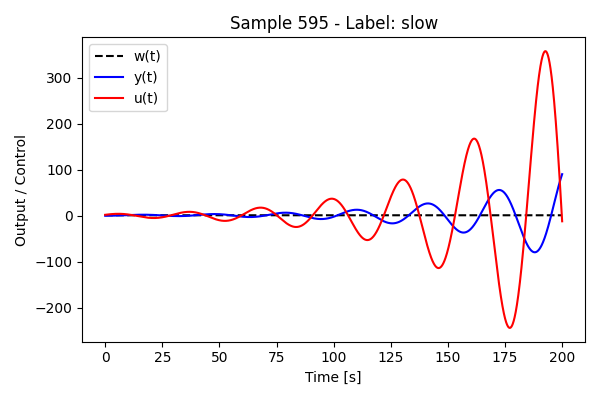 Sample 595 - Label: slow
w(t)
y(t)
u(t)
Output / Control
300
200
100
0
−100
−200
0 25 50 75 100 125 150 175 200
Time [s]